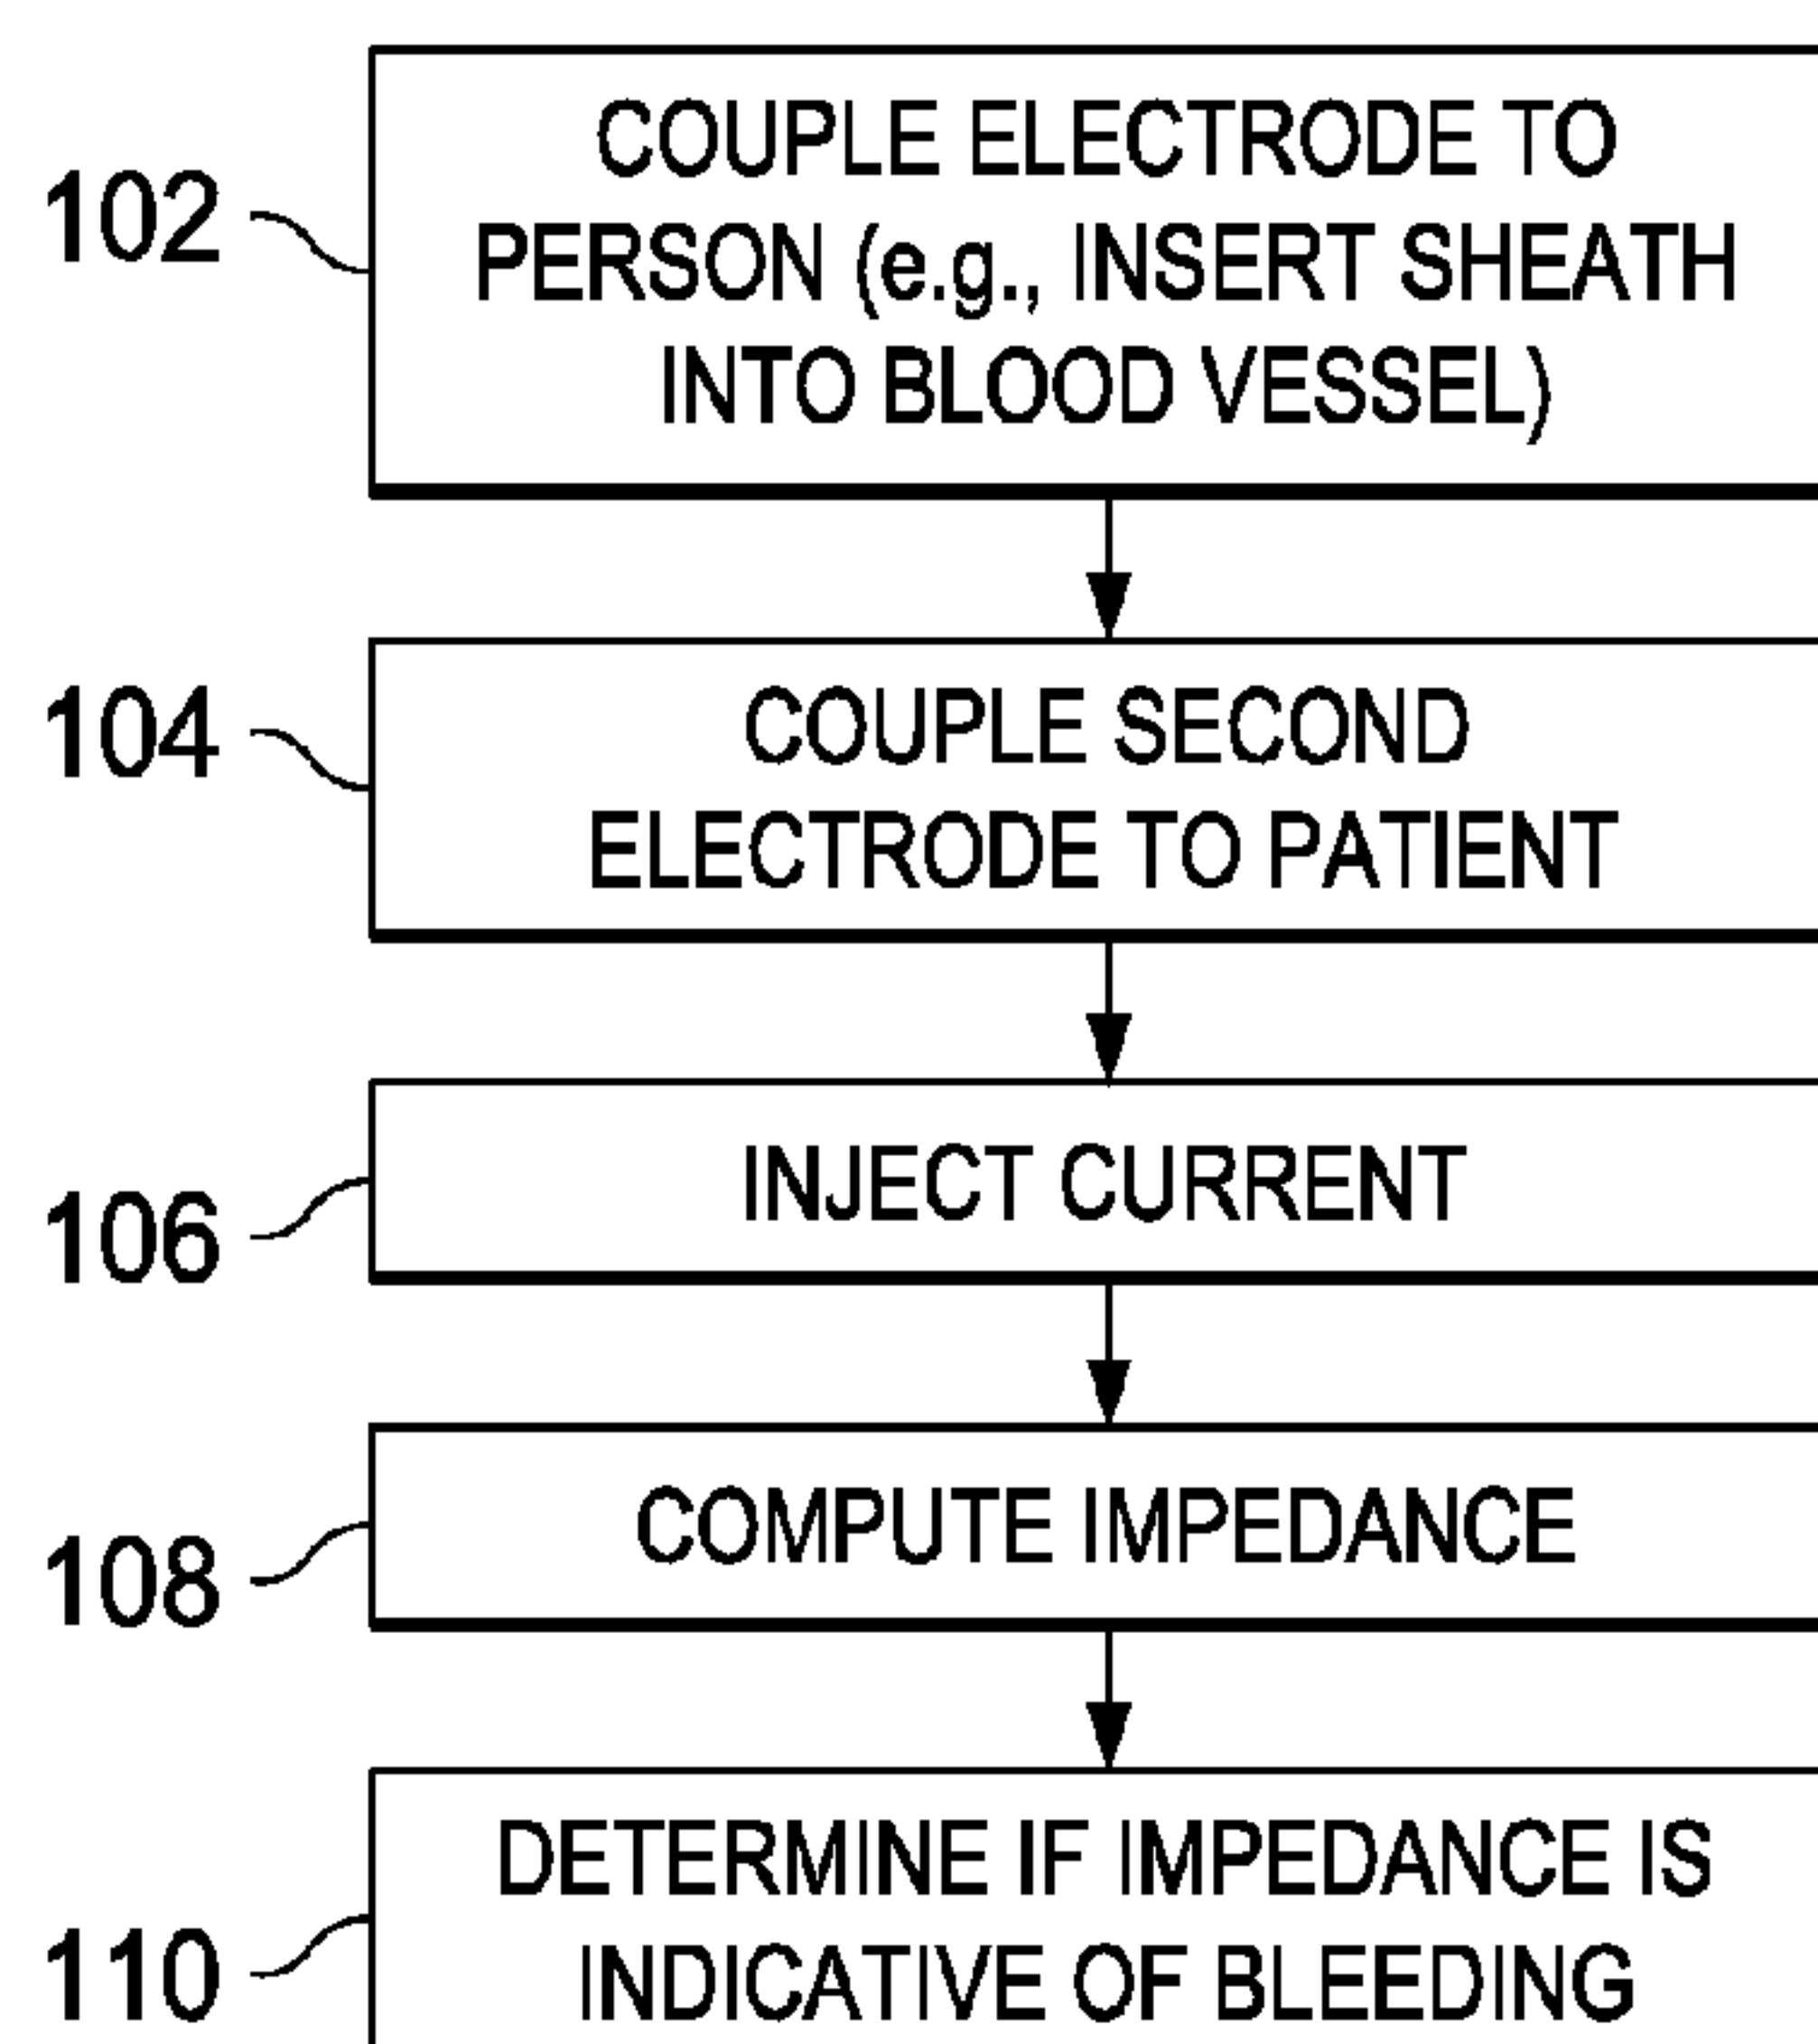 102
COUPLE ELECTRODE TO
PERSON (e.g., INSERT SHEATH
INTO BLOOD VESSEL)
104
COUPLE SECOND
ELECTRODE TO PATIENT
106
INJECT CURRENT
108
COMPUTE IMPEDANCE
110
DETERMINE IF IMPEDANCE IS
INDICATIVE OF BLEEDING